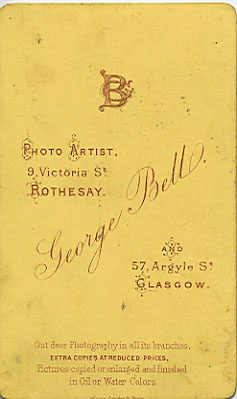 PHOTO ARTIST,
9, Victoria St
ROTHESAY.
George Bell.
AND
57, Argyle St
GLASGOW.
Out door Photography in all its branches,
EXTRA COPIES AT REDUCED PRICES,
Pictures copied or enlarged and finished
in Oil or Water Colors